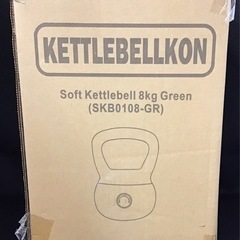 KETTLEBELLKON
Soft Kettlebell 8kg Green
(SKB0108-GR)